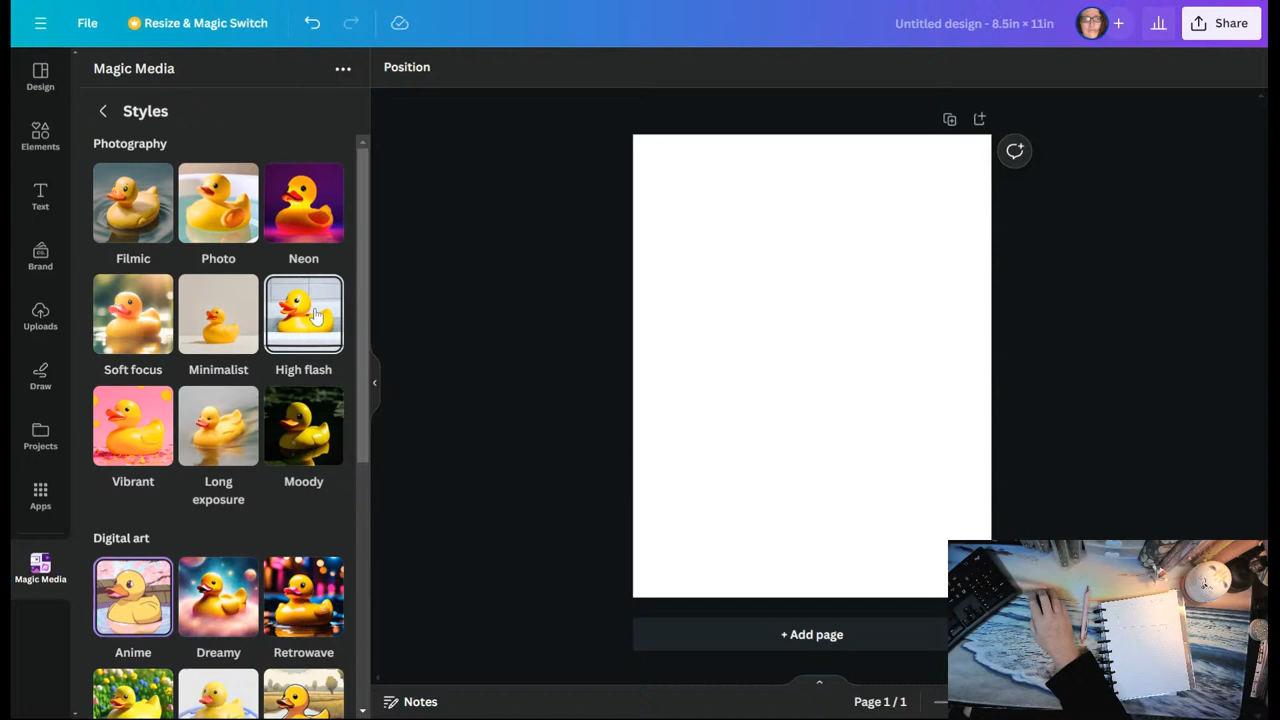 File
Resize & Magic Switch
Untitled design - 8.5in × 11in
Share
Design
Elements
Text
Brand
Uploads
Draw
Projects
Apps
Magic Media
Magic Media
Styles
Photography
Filmic
Photo
Neon
Soft focus
Minimalist
High flash
Vibrant
Long
exposure
Moody
Digital art
Anime
Dreamy
Retrowave
Position
+ Add page
Notes
Page 1 / 1